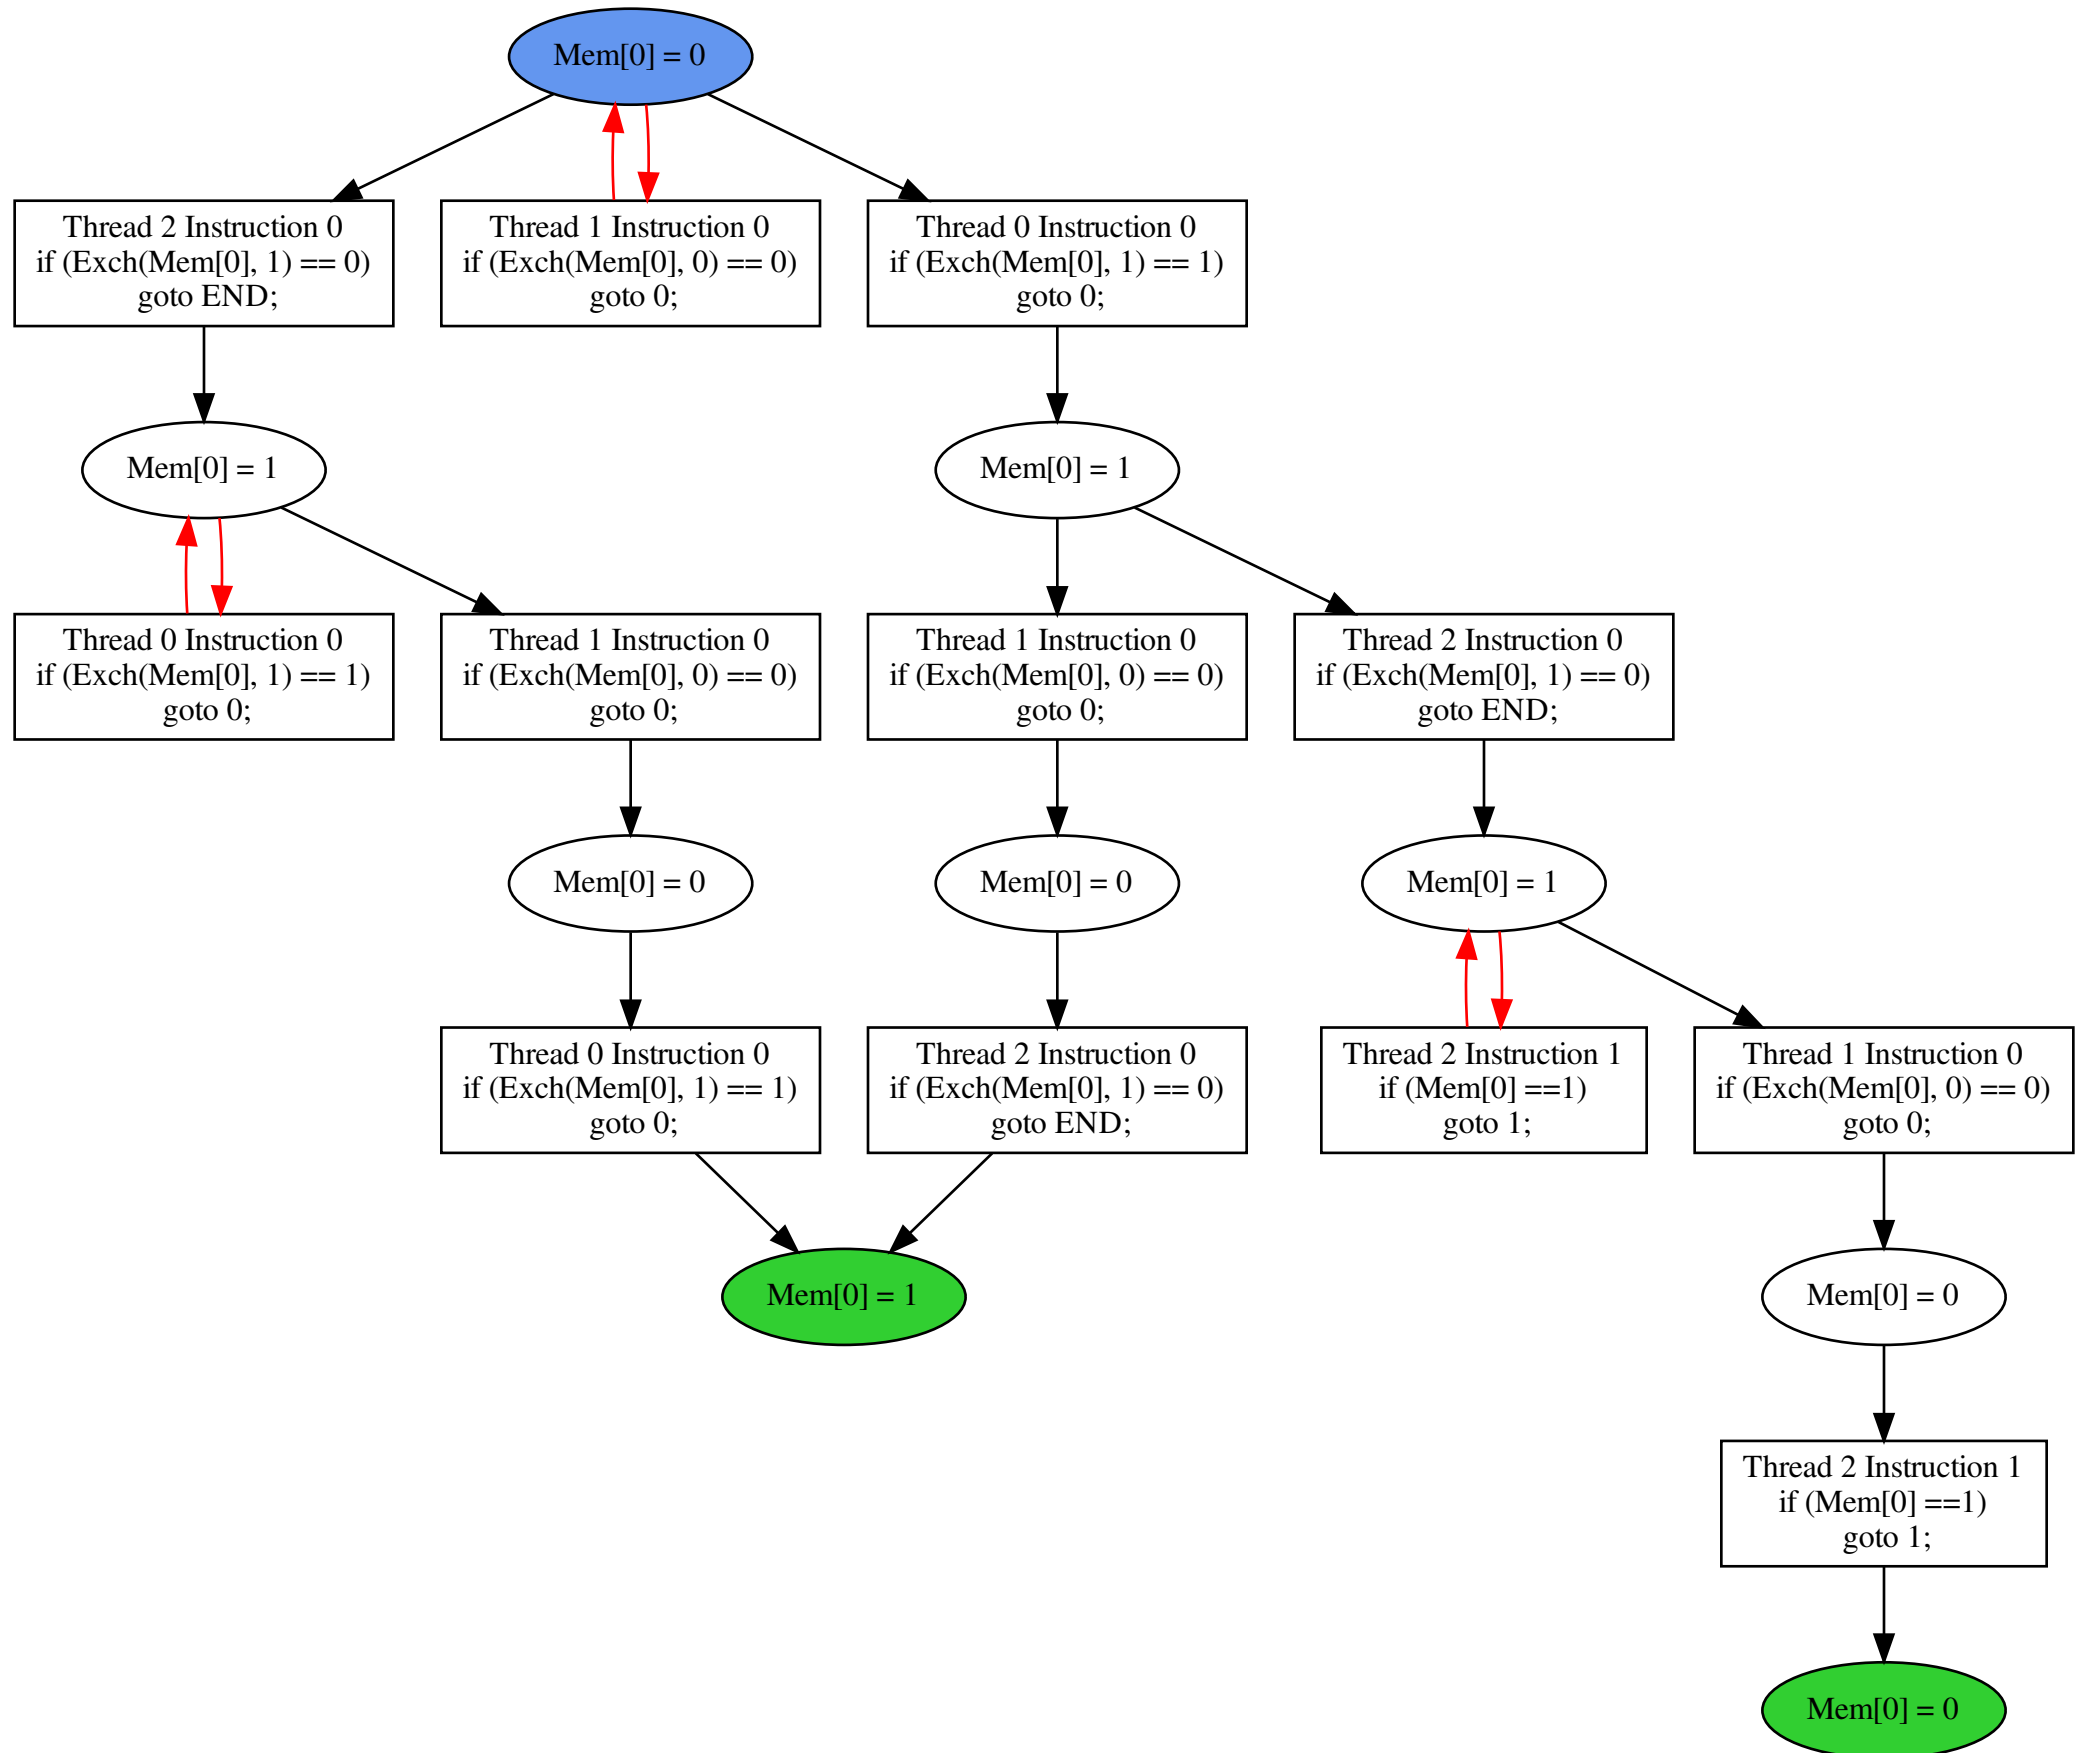 Mem[0] = 0
Thread 2 Instruction 0
if (Exch(Mem[0], 1) == 0)
goto END;
Thread 1 Instruction 0
if (Exch(Mem[0], 0) == 0)
goto 0;
Thread 0 Instruction 0
if (Exch(Mem[0], 1) == 1)
goto 0;
Mem[0] = 1
Mem[0] = 1
Thread 0 Instruction 0
if (Exch(Mem[0], 1) == 1)
goto 0;
Thread 1 Instruction 0
if (Exch(Mem[0], 0) == 0)
goto 0;
Thread 1 Instruction 0
if (Exch(Mem[0], 0) == 0)
goto 0;
Thread 2 Instruction 0
if (Exch(Mem[0], 1) == 0)
goto END;
Mem[0] = 0
Mem[0] = 0
Mem[0] = 1
Thread 0 Instruction 0
if (Exch(Mem[0], 1) == 1)
goto 0;
Thread 2 Instruction 0
if (Exch(Mem[0], 1) == 0)
goto END;
Thread 2 Instruction 1
if (Mem[0] ==1)
goto 1;
Thread 1 Instruction 0
if (Exch(Mem[0], 0) == 0)
goto 0;
Mem[0] = 1
Mem[0] = 0
Thread 2 Instruction 1
if (Mem[0] ==1)
goto 1;
Mem[0] = 0